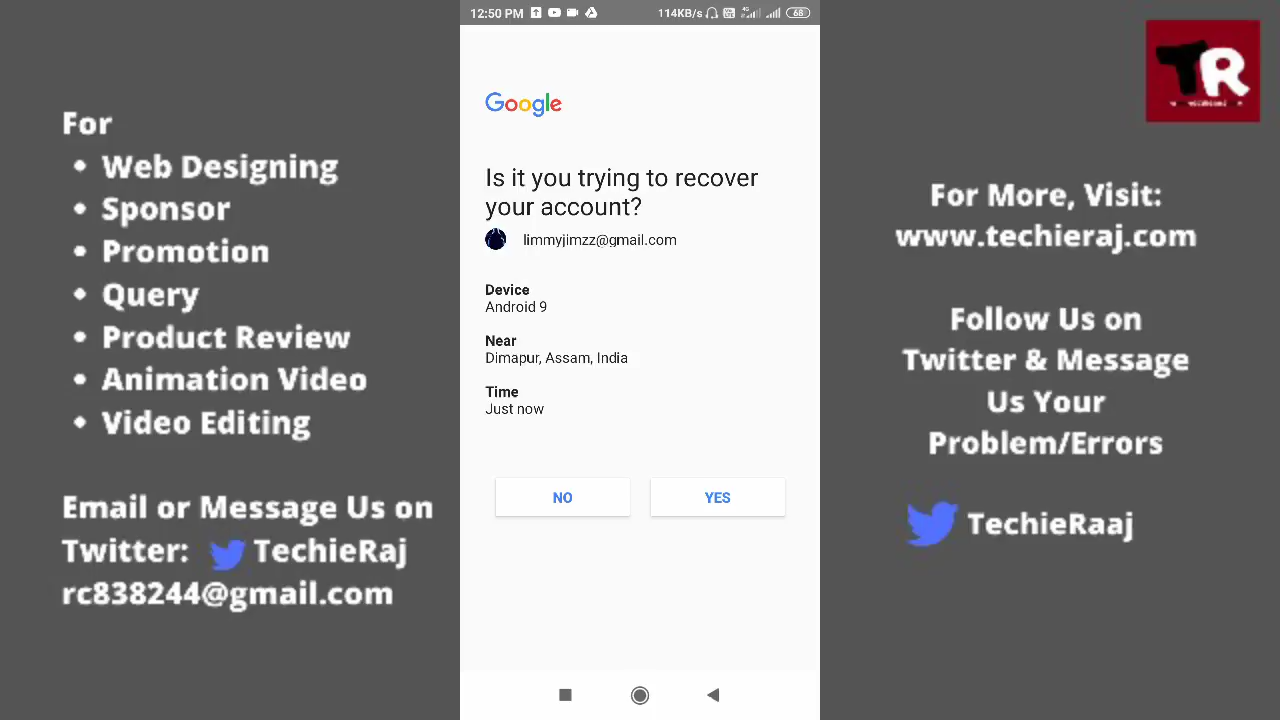 12:50 PM
114KB/s
4G
68
TR
For
Web Designing
Sponsor
Promotion
Query
Product Review
Animation Video
Video Editing
Email or Message Us on
Twitter: TechieRaj
rc838244@gmail.com
Google
Is it you trying to recover
your account?
limmyjimzz@gmail.com
Device
Android 9
Near
Dimapur, Assam, India
Time
Just now
NO
YES
For More, Visit:
www.techieraj.com
Follow Us on
Twitter & Message
Us Your
Problem/Errors
TechieRaaj